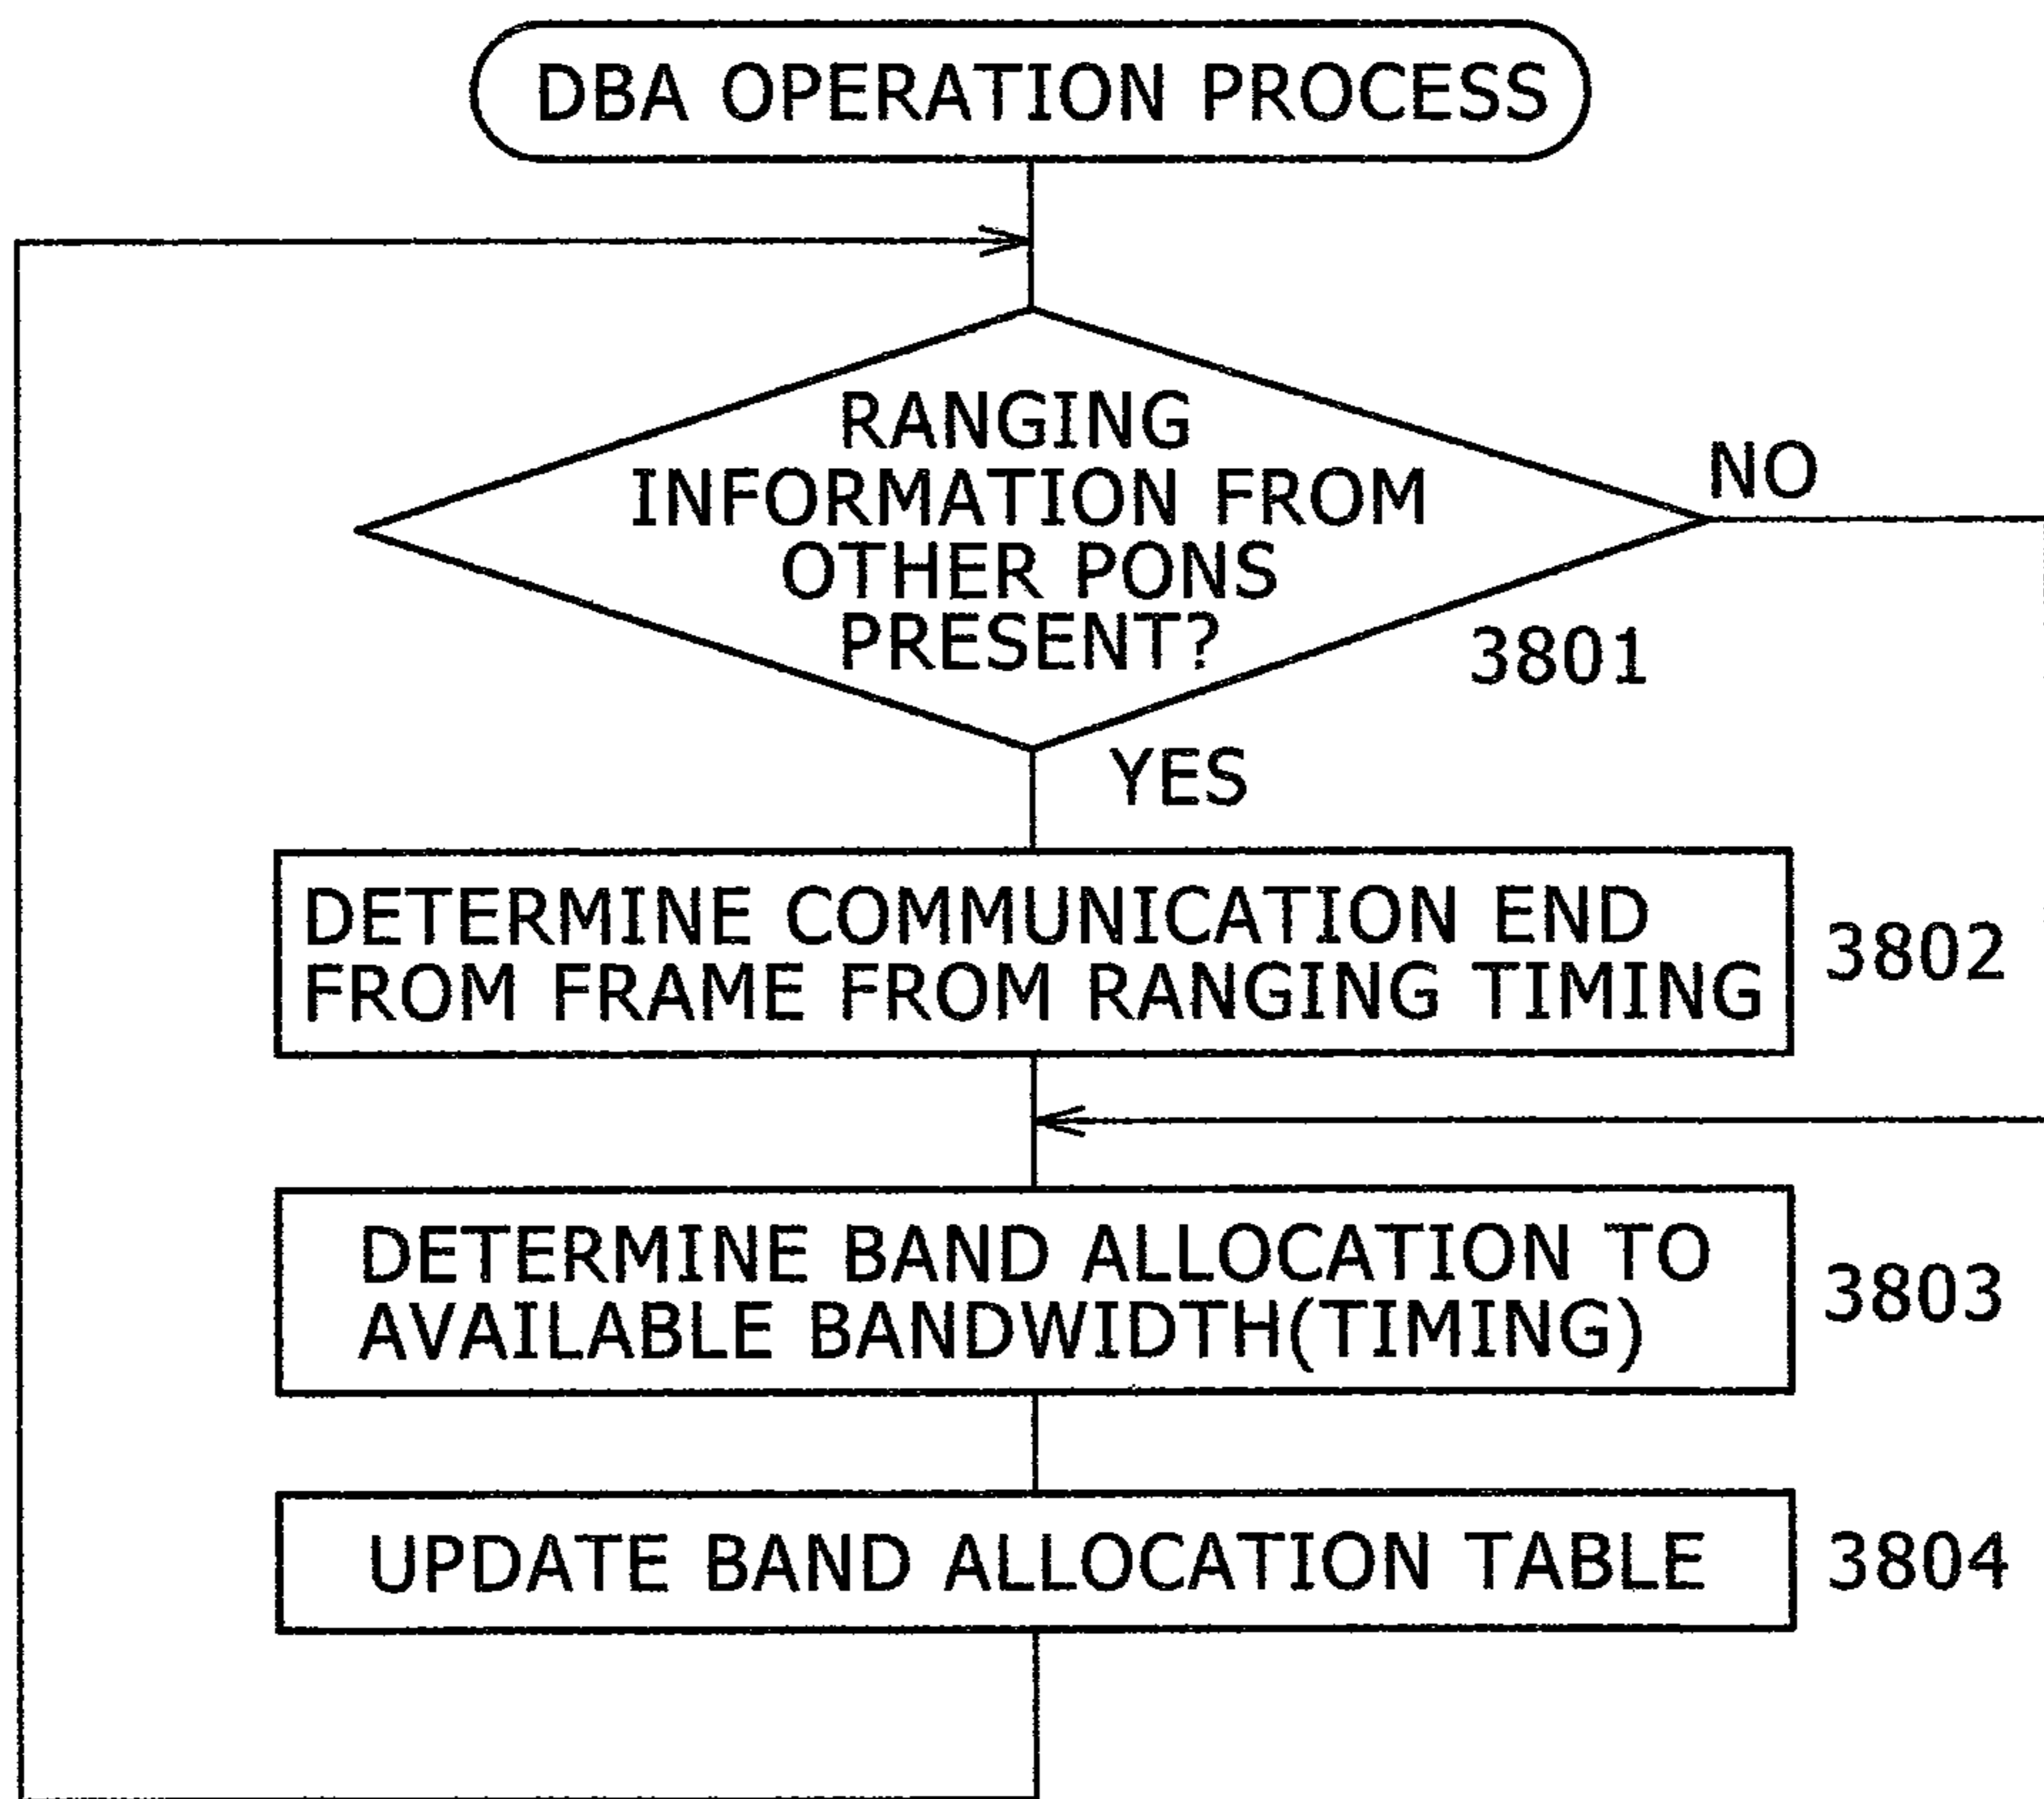 DBA OPERATION PROCESS
RANGING
INFORMATION FROM
OTHER PONS
PRESENT?
NO
3801
YES
DETERMINE COMMUNICATION END
FROM FRAME FROM RANGING TIMING
3802
DETERMINE BAND ALLOCATION TO
AVAILABLE BANDWIDTH(TIMING)
3803
UPDATE BAND ALLOCATION TABLE
3804